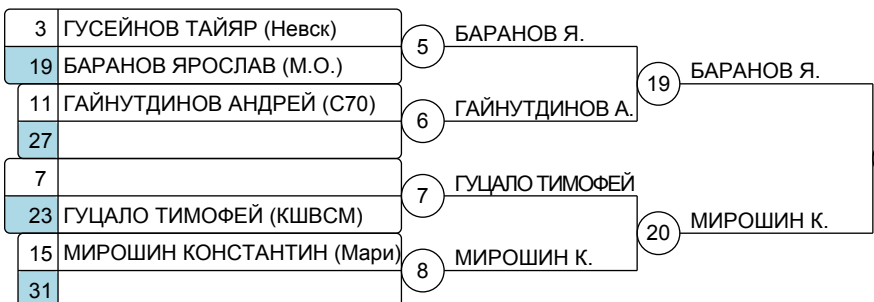 3 ГУСЕЙНОВ ТАЙЯР (Невск)
19 БАРАНОВ ЯРОСЛАВ (М.О.)
11 ГАЙНУТДИНОВ АНДРЕЙ (С70)
27
7
23 ГУЦАЛО ТИМОФЕЙ (КШВСМ)
15 МИРОШИН КОНСТАНТИН (Мари)
31
5 БАРАНОВ Я.
6 ГАЙНУТДИНОВ А.
7 ГУЦАЛО ТИМОФЕЙ
8 МИРОШИН К.
19 БАРАНОВ Я.
20 МИРОШИН К.